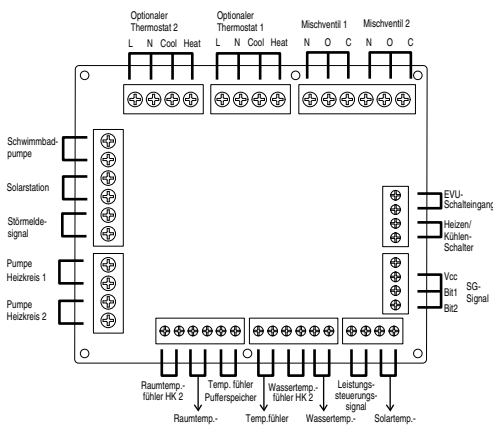 Optionaler
Thermostat 2
Optionaler
Thermostat 1
Mischventil 1
Mischventil 2
L N Cool Heat
L N Cool Heat
N O C
N O C
Schwimmbad-
pumpe
Solarstation
Störmelde-
signal
Pumpe
Heizkreis 1
Pumpe
Heizkreis 2
EVU-
Schalteingang
Heizen/
Kühlen-
Schalter
Vcc
Bit1
Bit2
SG-
Signal
Raumtemp.-
fühler HK 2
Temp. fühler
Pufferspeicher
Wassertemp.-
fühler HK 2
Leistungs-
steuerungs-
signal
Raumtemp.-
Temp.fühler
Wassertemp.-
Solartemp.-